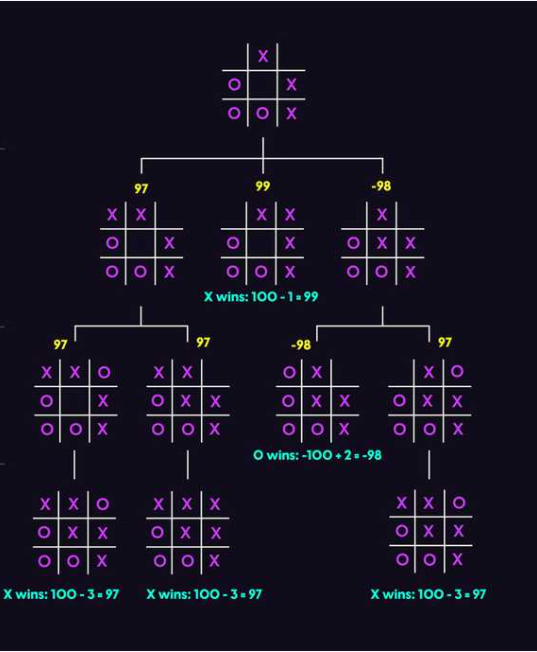 X
O X
O O X
97 99 -98
X X
O X
O O X
X X
O X
O O X
X
O X X
O O X
X wins: 100 - 1 = 99
97 97 -98 97
X X O
O X
O O X
X X
O X X
O O X
O X
O X X
O O X
X O
O X X
O O X
O wins: -100 + 2 = -98
X X O
O X X
O O X
X X X
O X X
O O X
X X O
O X X
O O X
X wins: 100 - 3 = 97
X wins: 100 - 3 = 97
X wins: 100 - 3 = 97